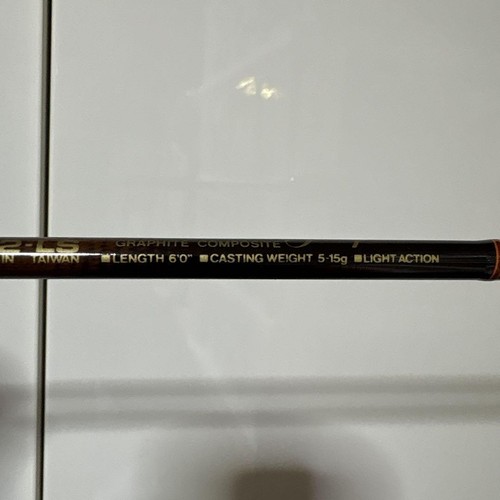 2-LS GRAPHITE COMPOSITE
IN TAIWAN ■LENGTH 6'0" ■CASTING WEIGHT 5-15g ■LIGHT ACTION